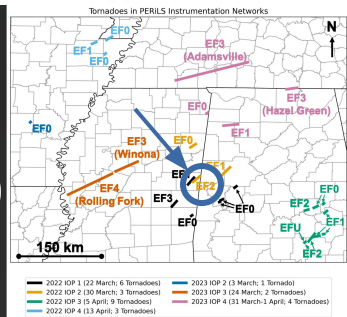 Tornadoes in PERiLS Instrumentation Networks
EF0
EF1
EF0
EF3
(Adamsville)
N
EF3
(Hazel Green)
EF0
EF0
EF1
EF3
(Winona)
EF0
EF1
EF2
EF4
(Rolling Fork)
EF3
EF0
EF0
EF0
EF2
EF1
EFU
EF2
150 km
2022 IOP 1 (22 March; 6 Tornadoes)
2022 IOP 2 (30 March; 3 Tornadoes)
2022 IOP 3 (5 April; 9 Tornadoes)
2022 IOP 4 (13 April; 3 Tornadoes)
2023 IOP 2 (3 March; 1 Tornado)
2023 IOP 3 (24 March; 2 Tornadoes)
2023 IOP 4 (31 March-1 April; 4 Tornadoes)